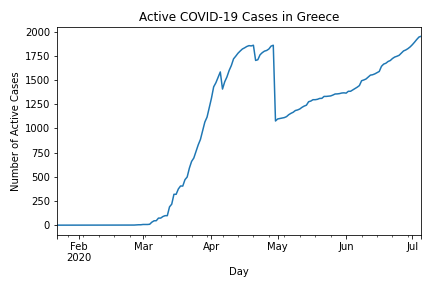 Active COVID-19 Cases in Greece
2000
1750
1500
1250
1000
750
500
250
0
Number of Active Cases
Feb Mar Apr May Jun Jul
2020
Day